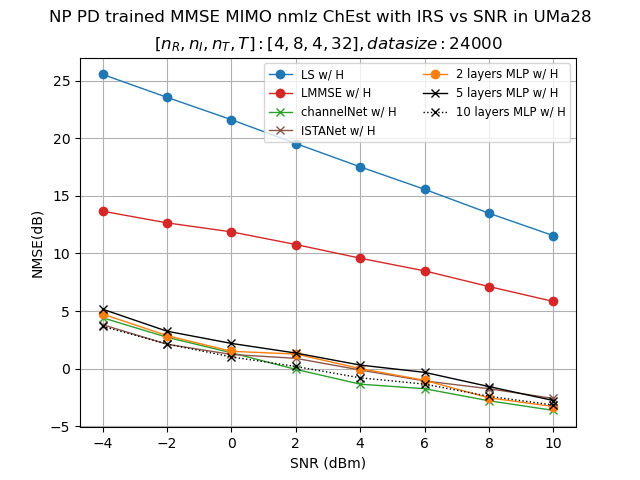 NP PD trained MMSE MIMO nmlz ChEst with IRS vs SNR in UMa28
[n_R, n_I, n_T, T] : [4, 8, 4, 32], datasize : 24000
LS w/ H
LMMSE w/ H
channelNet w/ H
ISTANet w/ H
2 layers MLP w/ H
5 layers MLP w/ H
10 layers MLP w/ H
NMSE(dB)
25
20
15
10
5
0
−5
−4
−2
0
2
4
6
8
10
SNR (dBm)